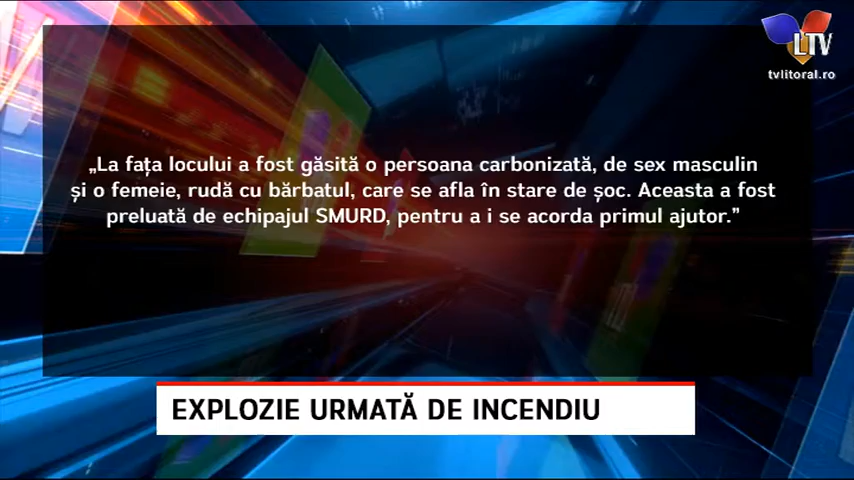 LTV
tvlitoral.ro
„La fața locului a fost găsită o persoana carbonizată, de sex masculin
și o femeie, rudă cu bărbatul, care se afla în stare de șoc. Aceasta a fost
preluată de echipajul SMURD, pentru a i se acorda primul ajutor.”
EXPLOZIE URMATĂ DE INCENDIU